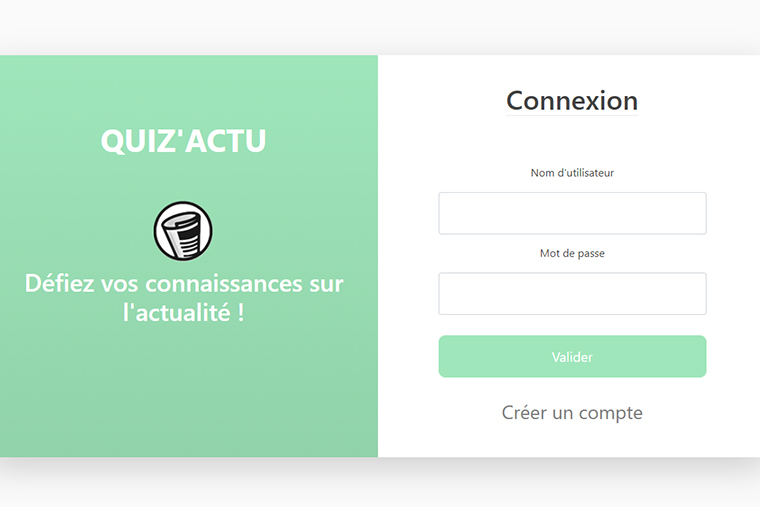 QUIZ'ACTU
Défiez vos connaissances sur
l'actualité !
Connexion
Nom d'utilisateur
Mot de passe
Valider
Créer un compte